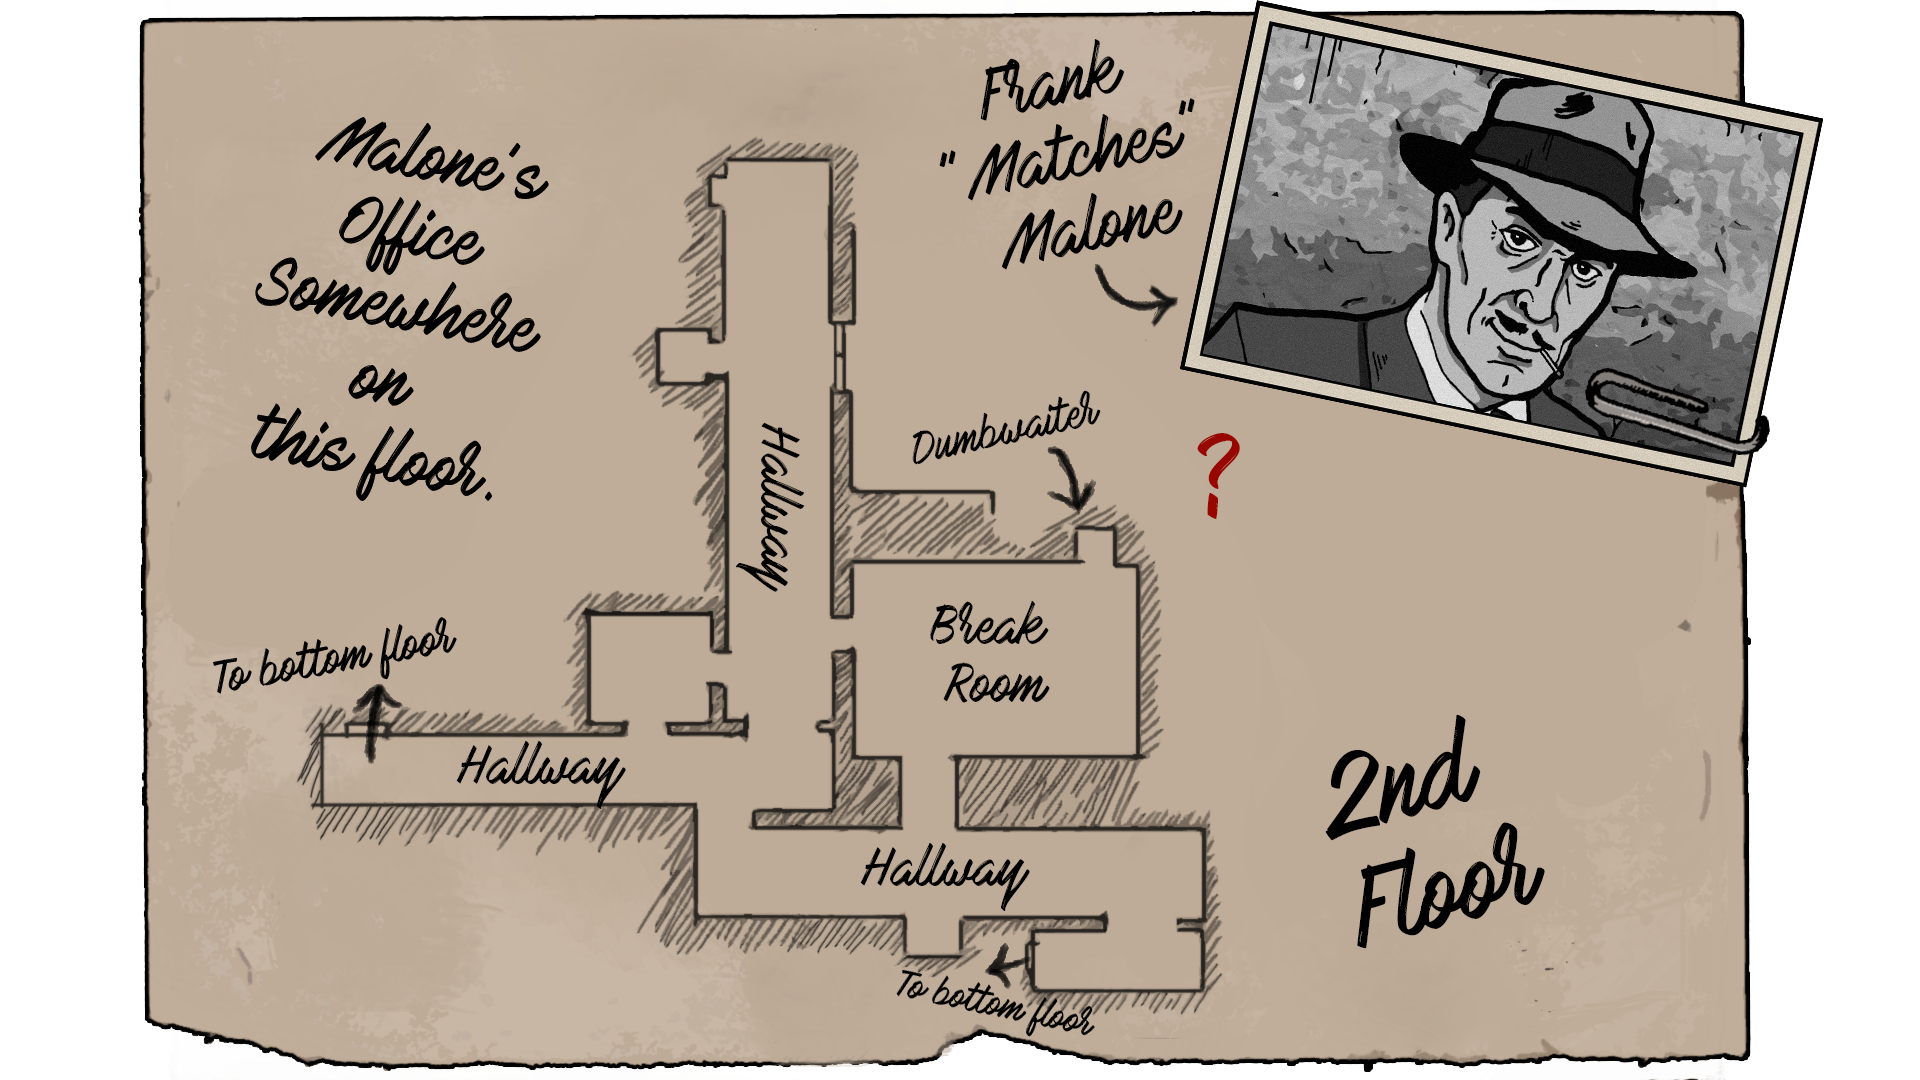 Malone's
Office
Somewhere
on
this floor.
Frank
"Matches"
Malone
Dumbwaiter
?
Hallway
Break
Room
To bottom floor
Hallway
Hallway
To bottom floor
2nd
Floor